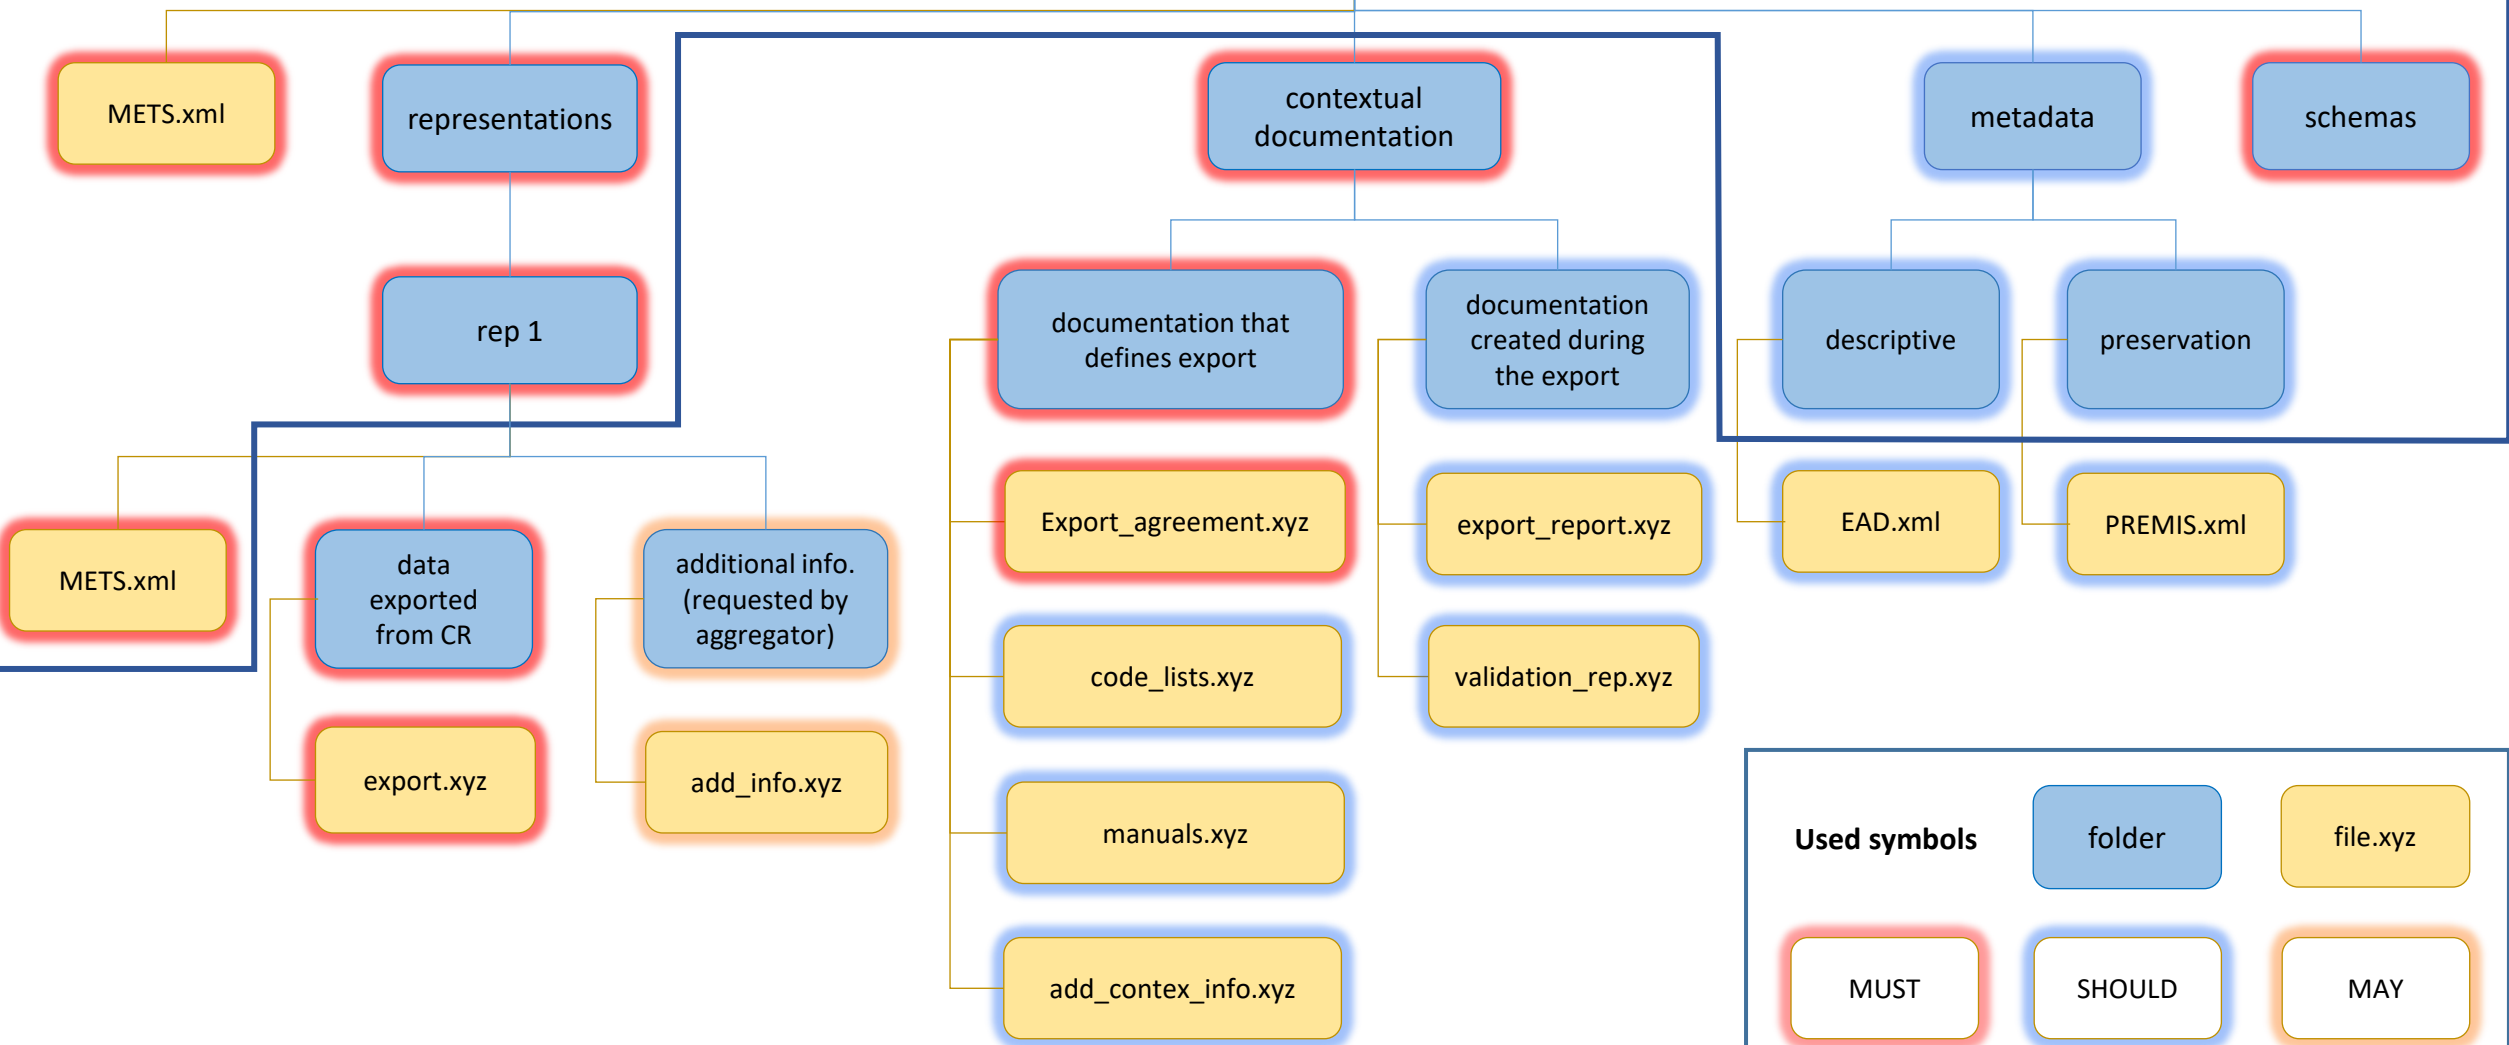 METS.xml
representations
contextual
documentation
metadata
schemas
rep 1
documentation that
defines export
documentation
created during
the export
descriptive
preservation
METS.xml
data
exported
from CR
additional info.
(requested by
aggregator)
Export_agreement.xyz
export_report.xyz
EAD.xml
PREMIS.xml
code_lists.xyz
validation_rep.xyz
export.xyz
add_info.xyz
manuals.xyz
add_contex_info.xyz
Used symbols
folder
file.xyz
MUST
SHOULD
MAY